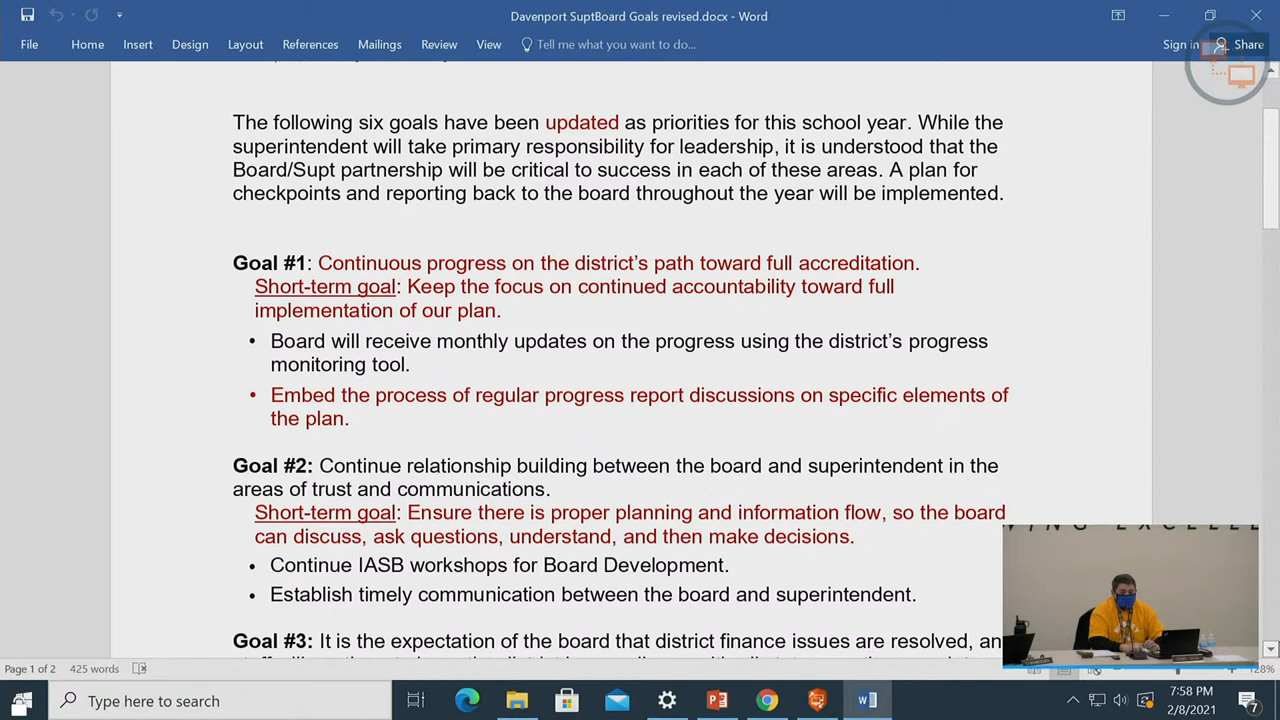 Davenport SuptBoard Goals revised.docx - Word
File Home Insert Design Layout References Mailings Review View Tell me what you want to do... Sign in Share
The following six goals have been updated as priorities for this school year. While the
superintendent will take primary responsibility for leadership, it is understood that the
Board/Supt partnership will be critical to success in each of these areas. A plan for
checkpoints and reporting back to the board throughout the year will be implemented.
Goal #1: Continuous progress on the district's path toward full accreditation.
Short-term goal: Keep the focus on continued accountability toward full
implementation of our plan.
• Board will receive monthly updates on the progress using the district's progress
monitoring tool.
• Embed the process of regular progress report discussions on specific elements of
the plan.
Goal #2: Continue relationship building between the board and superintendent in the
areas of trust and communications.
Short-term goal: Ensure there is proper planning and information flow, so the board
can discuss, ask questions, understand, and then make decisions.
• Continue IASB workshops for Board Development.
• Establish timely communication between the board and superintendent.
Goal #3: It is the expectation of the board that district finance issues are resolved, an
Page 1 of 2 425 words 128%
Type here to search
7:58 PM
2/8/2021
7